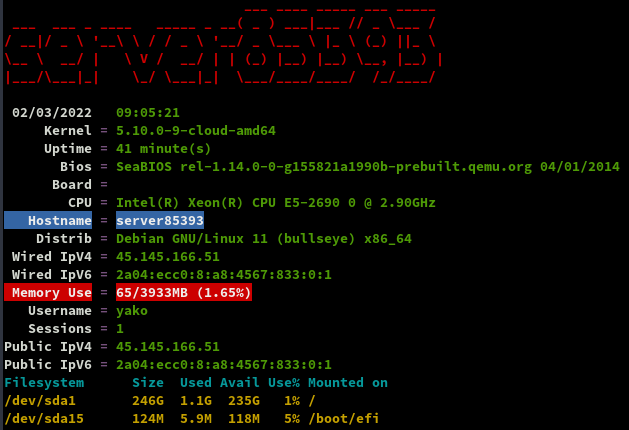 02/03/2022 09:05:21
Kernel = 5.10.0-9-cloud-amd64
Uptime = 41 minute(s)
Bios = SeaBIOS rel-1.14.0-0-g155821a1990b-prebuilt.qemu.org 04/01/2014
Board =
CPU = Intel(R) Xeon(R) CPU E5-2690 0 @ 2.90GHz
Hostname = server85393
Distrib = Debian GNU/Linux 11 (bullseye) x86_64
Wired IpV4 = 45.145.166.51
Wired IpV6 = 2a04:ecc0:8:a8:4567:833:0:1
Memory Use = 65/3933MB (1.65%)
Username = yako
Sessions = 1
Public IpV4 = 45.145.166.51
Public IpV6 = 2a04:ecc0:8:a8:4567:833:0:1
Filesystem Size Used Avail Use% Mounted on
/dev/sda1 246G 1.1G 235G 1% /
/dev/sda15 124M 5.9M 118M 5% /boot/efi